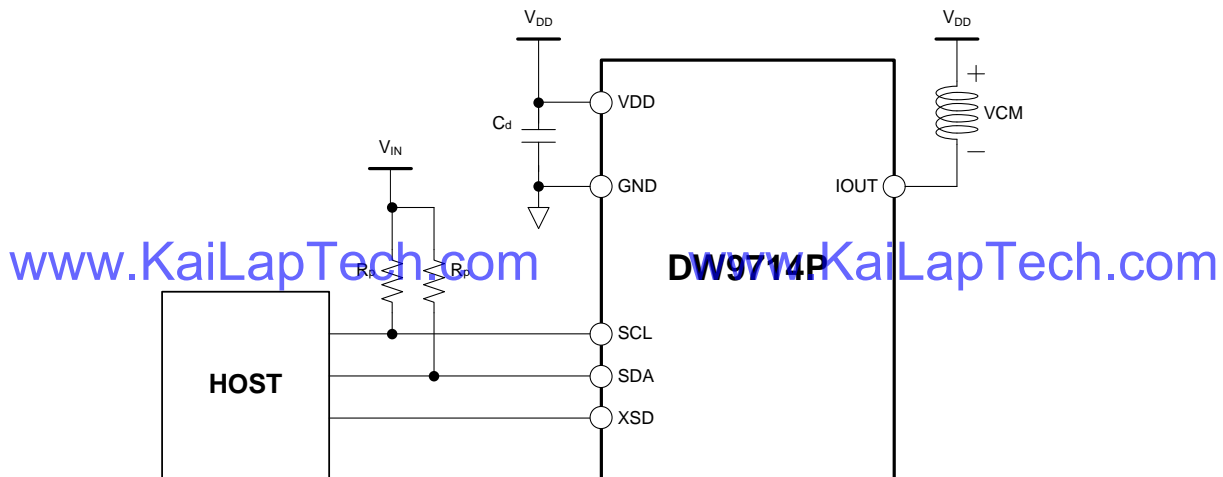 VDD
VDD
VDD
+
Cd
VCM
VIN
−
GND
IOUT
www.KaiLapTech.com
Rp
Rp
DW9714P
www.KaiLapTech.com
SCL
HOST
SDA
XSD